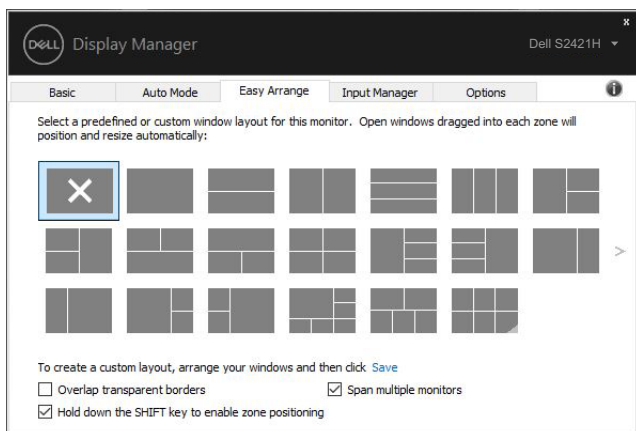 x
DELL Display Manager Dell S2421H
Basic Auto Mode Easy Arrange Input Manager Options i
Select a predefined or custom window layout for this monitor. Open windows dragged into each zone will
position and resize automatically:
>
To create a custom layout, arrange your windows and then click Save
Overlap transparent borders Span multiple monitors
Hold down the SHIFT key to enable zone positioning